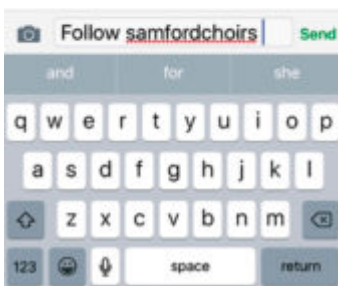 Follow samfordchoirs Send
and for she
q w e r t y u i o p
a s d f g h j k l
z x c v b n m
123 space return